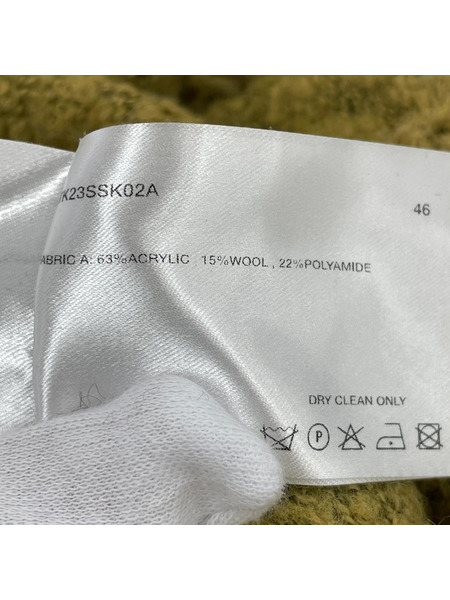 K23SSK02A
46
ABRIC A: 63%ACRYLIC 15%WOOL , 22%POLYAMIDE
DRY CLEAN ONLY
P